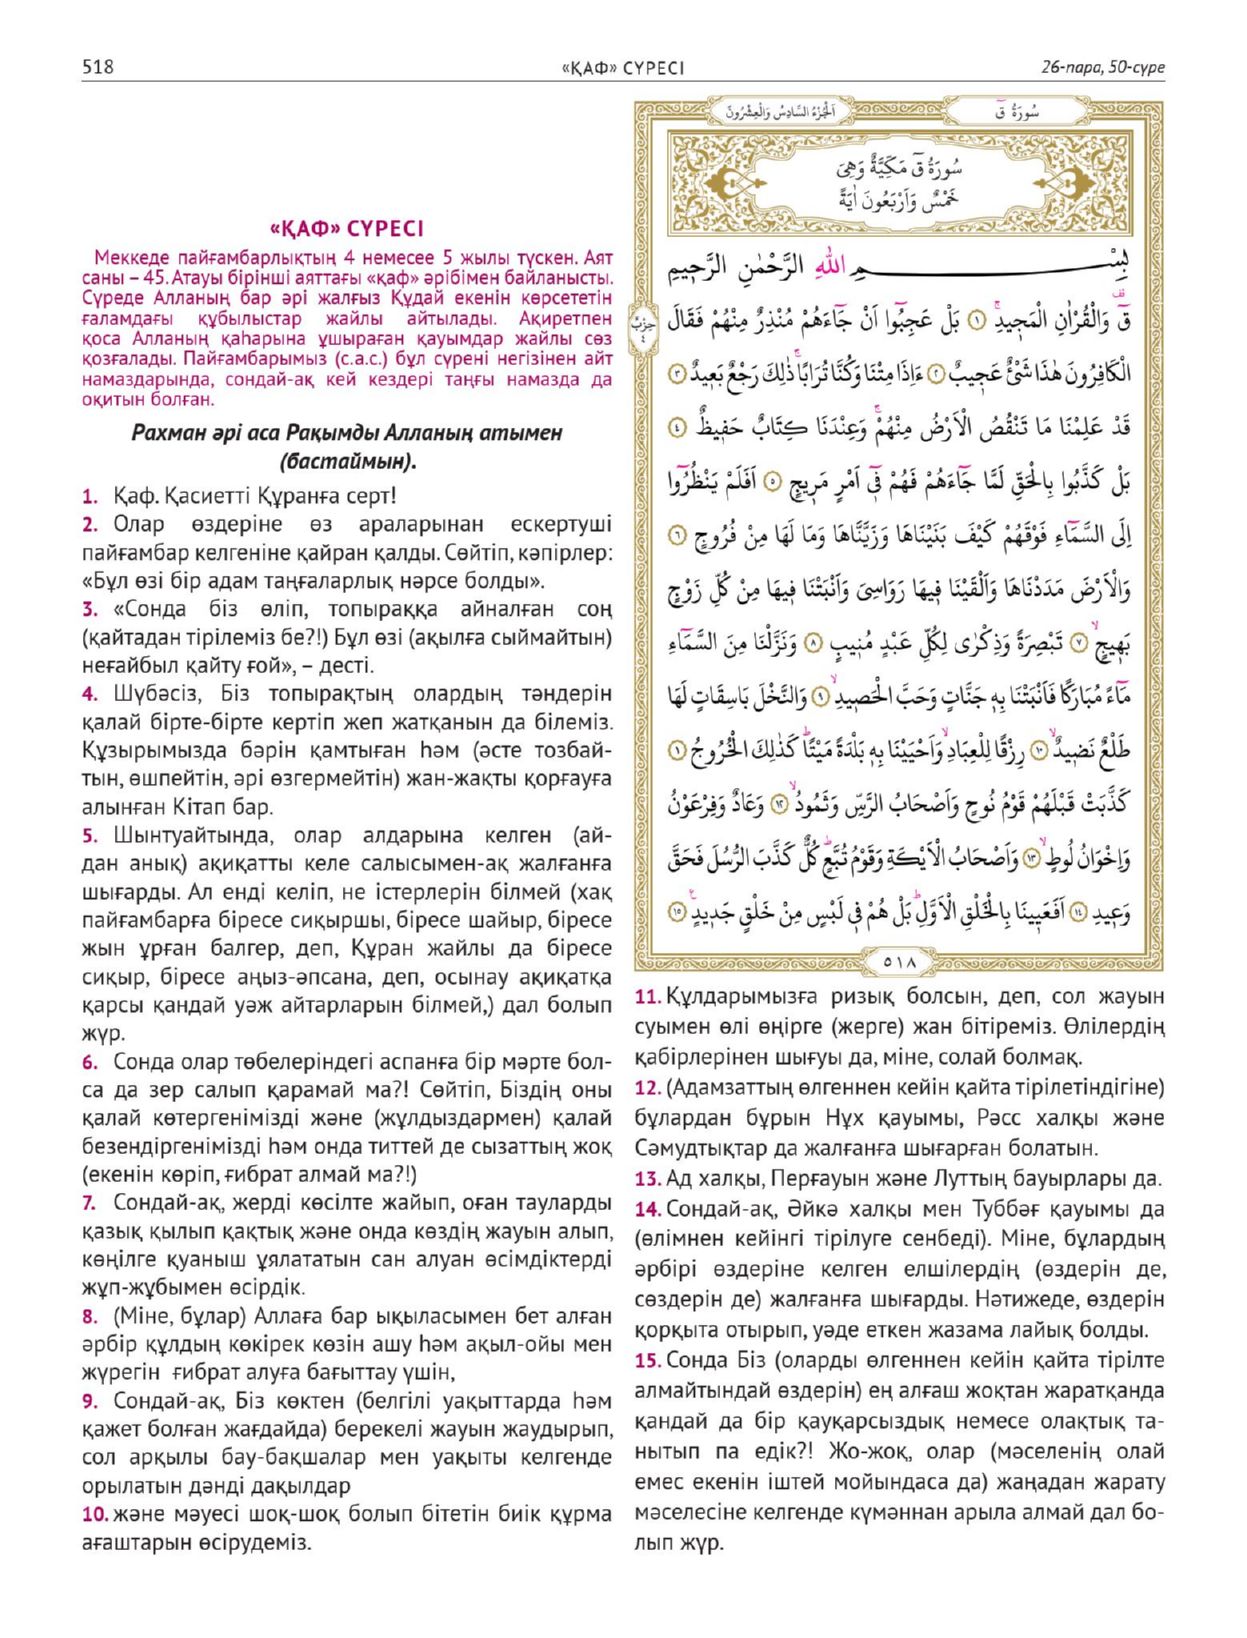 518
«ҚАФ» СҮРЕСІ
26-пара, 50-сүре
«ҚАФ» СҮРЕСІ
Меккеде пайғамбарлықтың 4 немесее 5 жылы түскен. Аят
саны – 45. Атауы бірінші аяттағы «қаф» әрібімен байланысты.
Сүреде Алланың бар әрі жалғыз Құдай екенін көрсететін
ғаламдағы құбылыстар жайлы айтылады. Ақиретпен
қоса Алланың қаһарына ұшыраған қауымдар жайлы сөз
қозғалады. Пайғамбарымыз (с.а.с.) бұл сүрені негізінен айт
намаздарында, сондай-ақ кей кездері таңғы намазда да
оқитын болған.
Рахман әрі аса Рақымды Алланың атымен
(бастаймын).
1. Қаф. Қасиетті Құранға серт!
2. Олар өздеріне өз араларынан ескертуші
пайғамбар келгеніне қайран қалды. Сөйтіп, кәпірлер:
«Бұл өзі бір адам таңғаларлық нәрсе болды».
3. «Сонда біз өліп, топыраққа айналған соң
(қайтадан тірілеміз бе?!) Бұл өзі (ақылға сыймайтын)
неғайбыл қайту ғой», – десті.
4. Шүбәсіз, Біз топырақтың олардың тәндерін
қалай бірте-бірте кертіп жеп жатқанын да білеміз.
Құзырымызда бәрін қамтыған һәм (әсте тозбай-
тын, өшпейтін, әрі өзгермейтін) жан-жақты қорғауға
алынған Кітап бар.
5. Шынтуайтында, олар алдарына келген (ай-
дан анық) ақиқатты келе салысымен-ақ жалғанға
шығарды. Ал енді келіп, не істерлерін білмей (хақ
пайғамбарға біресе сиқыршы, біресе шайыр, біресе
жын ұрған балгер, деп, Құран жайлы да біресе
сиқыр, біресе аңыз-әпсана, деп, осынау ақиқатқа
қарсы қандай уәж айтарларын білмей,) дал болып
жүр.
6. Сонда олар төбелеріндегі аспанға бір мәрте бол-
са да зер салып қарамай ма?! Сөйтіп, Біздің оны
қалай көтергенімізді және (жұлдыздармен) қалай
безендіргенімізді һәм онда титтей де сызаттың жоқ
(екенін көріп, ғибрат алмай ма?!)
7. Сондай-ақ, жерді көсілте жайып, оған тауларды
қазық қылып қақтық және онда көздің жауын алып,
көңілге қуаныш ұялататын сан алуан өсімдіктерді
жұп-жұбымен өсірдік.
8. (Міне, бұлар) Аллаға бар ықыласымен бет алған
әрбір құлдың көкірек көзін ашу һәм ақыл-ойы мен
жүрегін ғибрат алуға бағыттау үшін,
9. Сондай-ақ, Біз көктен (белгілі уақыттарда һәм
қажет болған жағдайда) берекелі жауын жаудырып,
сол арқылы бау-бақшалар мен уақыты келгенде
орылатын дәнді дақылдар
10. және мәуесі шоқ-шоқ болып бітетін биік құрма
ағаштарын өсірудеміз.
سُورَةُ قٓ
اَلْجُزْءُ السَّادِسُ وَالْعِشْرُونَ
سُورَةُ قٓ مَكِّيَّةٌ وَهِيَ
خَمْسٌ وَاَرْبَعُونَ اٰيَةً
بِسْمِ اللهِ الرَّحْمٰنِ الرَّحِيمِ
قٓ وَالْقُرْاٰنِ الْمَجِيدِۚ ﴿١﴾ بَلْ عَجِبُٓوا اَنْ جَٓاءَهُمْ مُنْذِرٌ مِنْهُمْ فَقَالَ
حِزْب ٤
الْكَافِرُونَ هٰذَا شَيْءٌ عَجِيبٌ ﴿٢﴾ ءَاِذَا مِتْنَا وَكُنَّا تُرَابًاۚ ذٰلِكَ رَجْعٌ بَعِيدٌ ﴿٣﴾
قَدْ عَلِمْنَا مَا تَنْقُصُ الْاَرْضُ مِنْهُمْۚ وَعِنْدَنَا كِتَابٌ حَفِيظٌ ﴿٤﴾
بَلْ كَذَّبُوا بِالْحَقِّ لَمَّا جَٓاءَهُمْ فَهُمْ فِٓي اَمْرٍ مَرِيجٍ ﴿٥﴾ اَفَلَمْ يَنْظُرُٓوا
اِلَى السَّمَٓاءِ فَوْقَهُمْ كَيْفَ بَنَيْنَاهَا وَزَيَّنَّاهَا وَمَا لَهَا مِنْ فُرُوجٍ ﴿٦﴾
وَالْاَرْضَ مَدَدْنَاهَا وَاَلْقَيْنَا فِيهَا رَوَاسِيَ وَاَنْبَتْنَا فِيهَا مِنْ كُلِّ زَوْجٍ
بَهِيجٍۙ ﴿٧﴾ تَبْصِرَةً وَذِكْرٰى لِكُلِّ عَبْدٍ مُنِيبٍ ﴿٨﴾ وَنَزَّلْنَا مِنَ السَّمَٓاءِ
مَٓاءً مُبَارَكًا فَاَنْبَتْنَا بِهِ جَنَّاتٍ وَحَبَّ الْحَصِيدِۙ ﴿٩﴾ وَالنَّخْلَ بَاسِقَاتٍ لَهَا
طَلْعٌ نَضِيدٌۙ ﴿١٠﴾ رِزْقًا لِلْعِبَادِۙ وَاَحْيَيْنَا بِهِ بَلْدَةً مَيْتًاۜ كَذٰلِكَ الْخُرُوجُ ﴿١١﴾
كَذَّبَتْ قَبْلَهُمْ قَوْمُ نُوحٍ وَاَصْحَابُ الرَّسِّ وَثَمُودُۙ ﴿١٢﴾ وَعَادٌ وَفِرْعَوْنُ
وَاِخْوَانُ لُوطٍۙ ﴿١٣﴾ وَاَصْحَابُ الْاَيْكَةِ وَقَوْمُ تُبَّعٍۜ كُلٌّ كَذَّبَ الرُّسُلَ فَحَقَّ
وَعِيدِ ﴿١٤﴾ اَفَعَيِينَا بِالْخَلْقِ الْاَوَّلِۜ بَلْ هُمْ فِي لَبْسٍ مِنْ خَلْقٍ جَدِيدٍۚ ﴿١٥﴾
٥١٨
11. Құлдарымызға ризық болсын, деп, сол жауын
суымен өлі өңірге (жерге) жан бітіреміз. Өлілердің
қабірлерінен шығуы да, міне, солай болмақ.
12. (Адамзаттың өлгеннен кейін қайта тірілетіндігіне)
бұлардан бұрын Нұх қауымы, Рәсс халқы және
Сәмудтықтар да жалғанға шығарған болатын.
13. Ад халқы, Перғауын және Луттың бауырлары да.
14. Сондай-ақ, Әйкә халқы мен Туббәғ қауымы да
(өлімнен кейінгі тірілуге сенбеді). Міне, бұлардың
әрбірі өздеріне келген елшілердің (өздерін де,
сөздерін де) жалғанға шығарды. Нәтижеде, өздерін
қорқыта отырып, уәде еткен жазама лайық болды.
15. Сонда Біз (оларды өлгеннен кейін қайта тірілте
алмайтындай өздерін) ең алғаш жоқтан жаратқанда
қандай да бір қауқарсыздық немесе олақтық та-
нытып па едік?! Жо-жоқ, олар (мәселенің олай
емес екенін іштей мойындаса да) жаңадан жарату
мәселесіне келгенде күмәннан арыла алмай дал бо-
лып жүр.